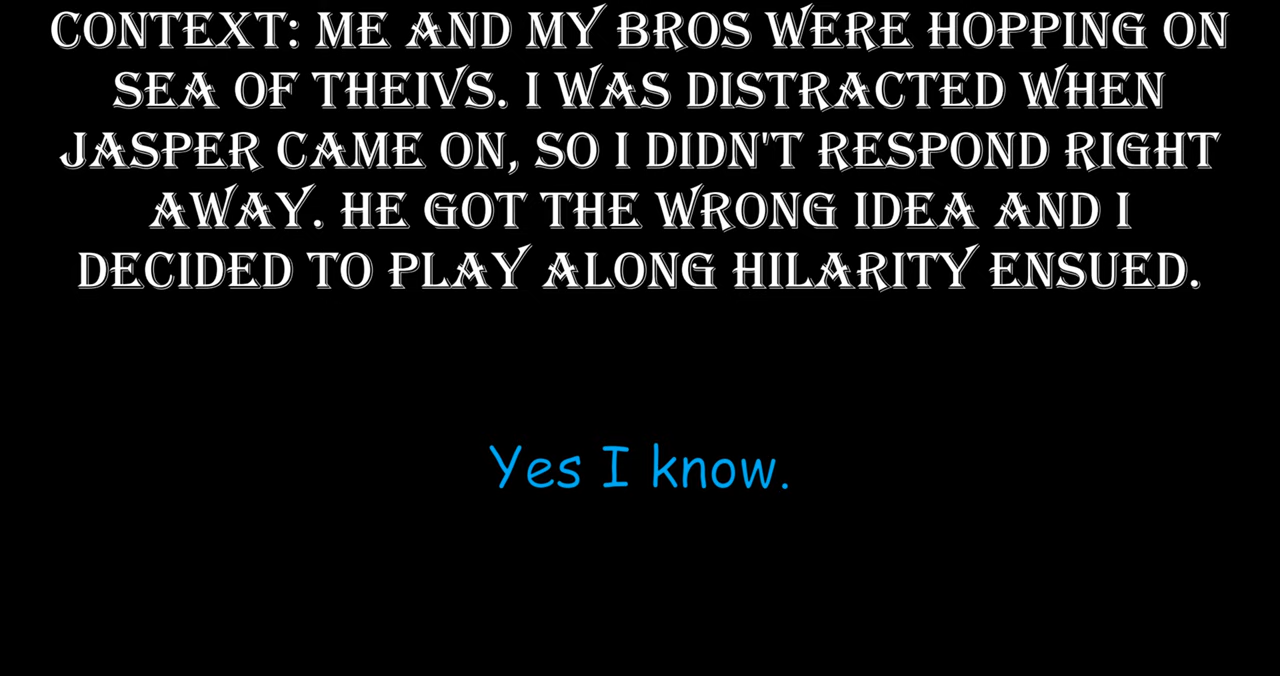 CONTEXT: ME AND MY BROS WERE HOPPING ON
SEA OF THEIVS. I WAS DISTRACTED WHEN
JASPER CAME ON, SO I DIDN'T RESPOND RIGHT
AWAY. HE GOT THE WRONG IDEA AND I
DECIDED TO PLAY ALONG HILARITY ENSUED.
Yes I know.